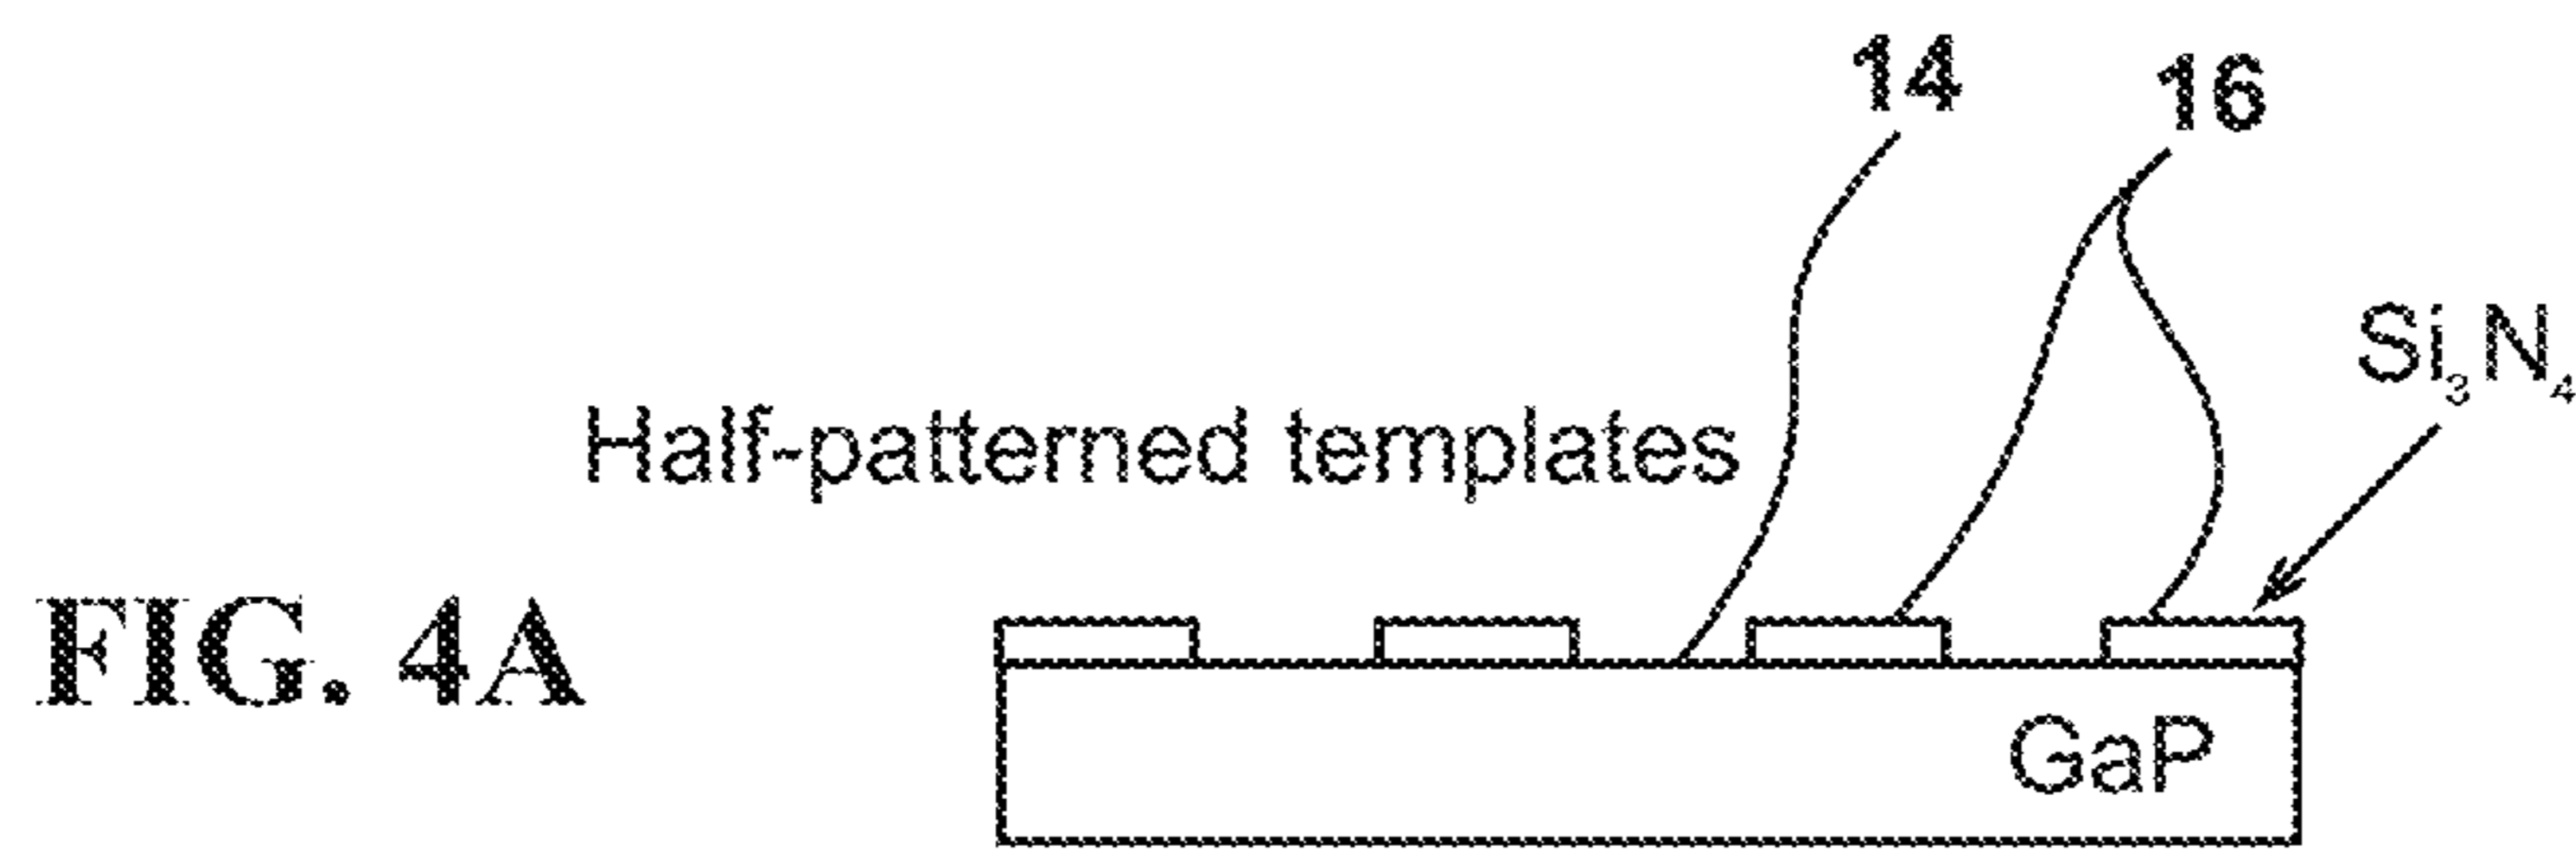 14
16
Si₃N₄
Half-patterned templates
FIG. 4A
GaP